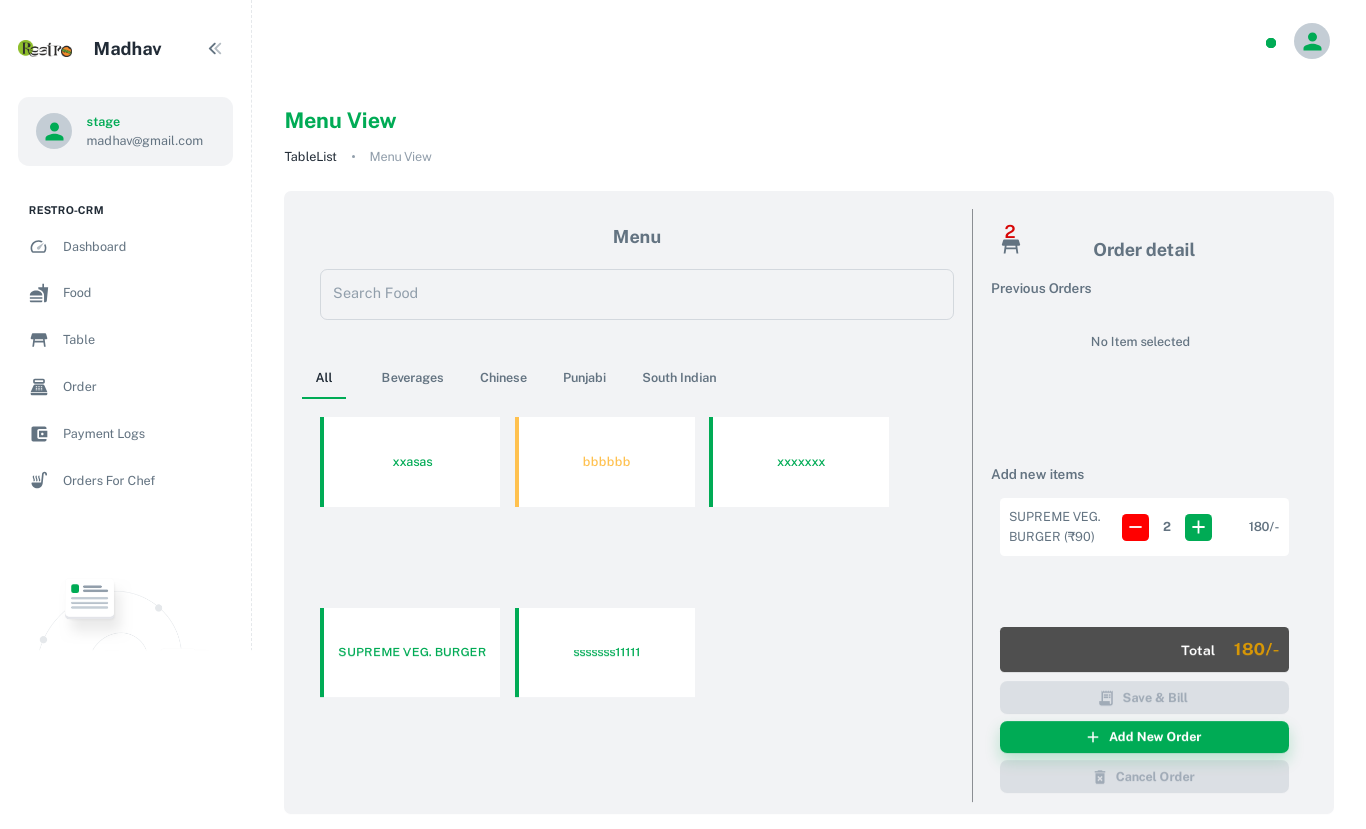 Restro
Madhav
stage
madhav@gmail.com
RESTRO-CRM
Dashboard
Food
Table
Order
Payment Logs
Orders For Chef
Menu View
TableList • Menu View
Menu
Search Food
All Beverages Chinese Punjabi South Indian
xxasas bbbbbb xxxxxxx
SUPREME VEG. BURGER sssssss11111
2
Order detail
Previous Orders
No Item selected
Add new items
SUPREME VEG.
BURGER (₹90) 2 180/-
Total 180/-
Save & Bill
Add New Order
Cancel Order